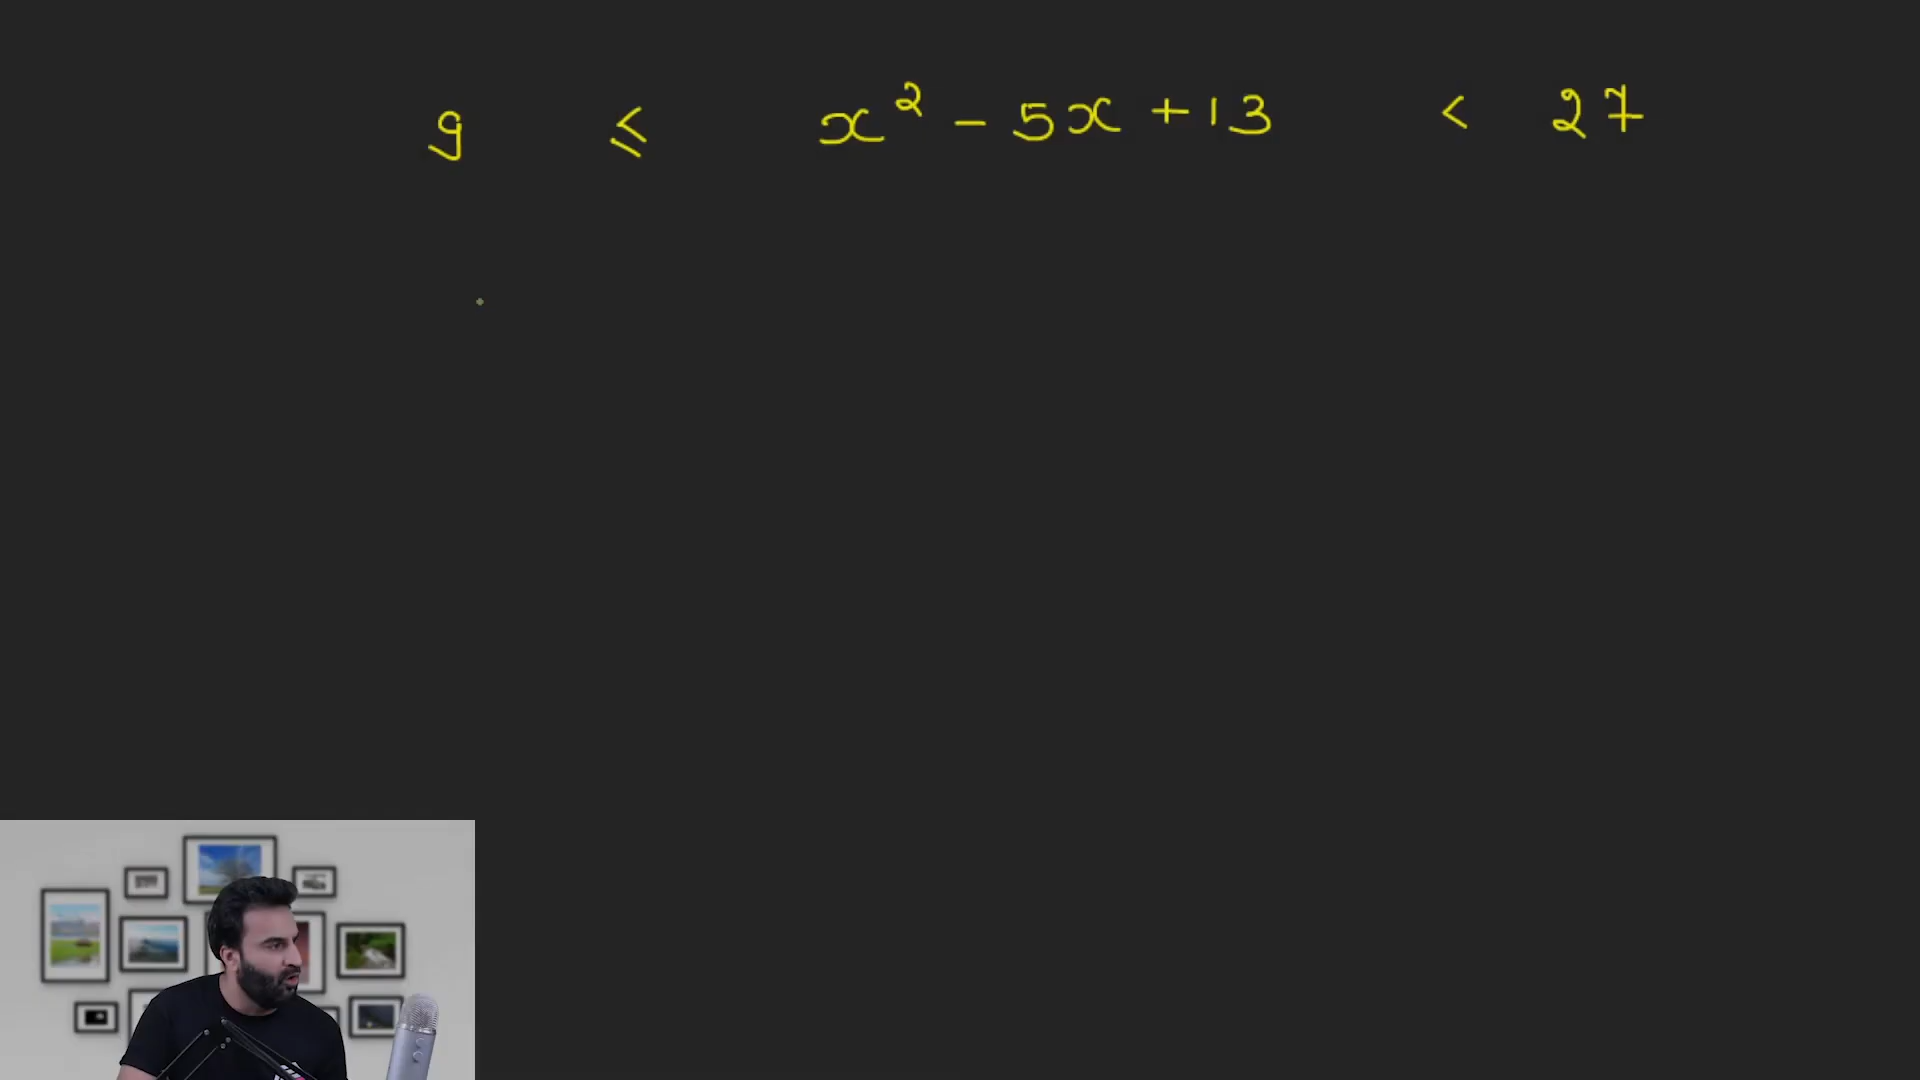 9 ≤ x² - 5x + 13 < 27